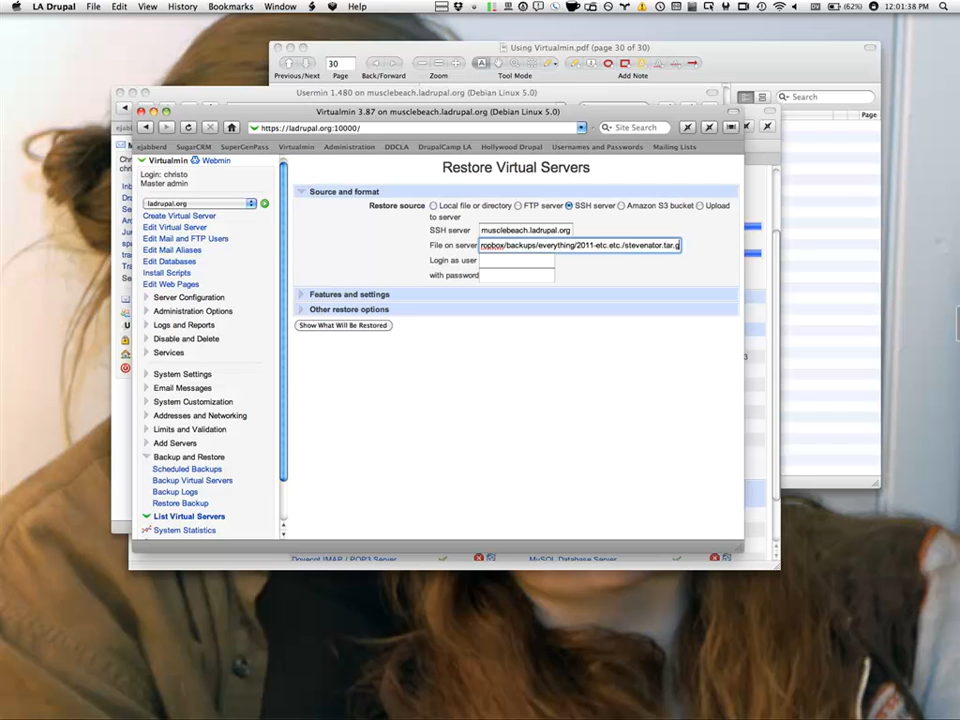 LA Drupal File Edit View History Bookmarks Window Help (62%) 12:01:38 PM
Using Virtualmin.pdf (page 30 of 30)
30
Previous/Next Page Back/Forward Zoom Tool Mode Add Note
Usermin 1.480 on musclebeach.ladrupal.org (Debian Linux 5.0)
Search
Page
Virtualmin 3.87 on musclebeach.ladrupal.org (Debian Linux 5.0)
https://ladrupal.org:10000/
Site Search
ejabberd SugarCRM SuperGenPass Virtualmin Administration DDCLA DrupalCamp LA Hollywood Drupal Usernames and Passwords Mailing Lists
Virtualmin Webmin
Login: christo
Master admin
ladrupal.org
Create Virtual Server
Edit Virtual Server
Edit Mail and FTP Users
Edit Mail Aliases
Edit Databases
Install Scripts
Edit Web Pages
Server Configuration
Administration Options
Logs and Reports
Disable and Delete
Services
System Settings
Email Messages
System Customization
Addresses and Networking
Limits and Validation
Add Servers
Backup and Restore
Scheduled Backups
Backup Virtual Servers
Backup Logs
Restore Backup
List Virtual Servers
System Statistics
Restore Virtual Servers
Source and format
Restore source Local file or directory FTP server SSH server Amazon S3 bucket Upload
to server
SSH server musclebeach.ladrupal.org
File on server ropbox/backups/everything/2011-etc.etc./stevenator.tar.g
Login as user
with password
Features and settings
Other restore options
Show What Will Be Restored
Dovecot IMAP / POP3 Server MySQL Database Server